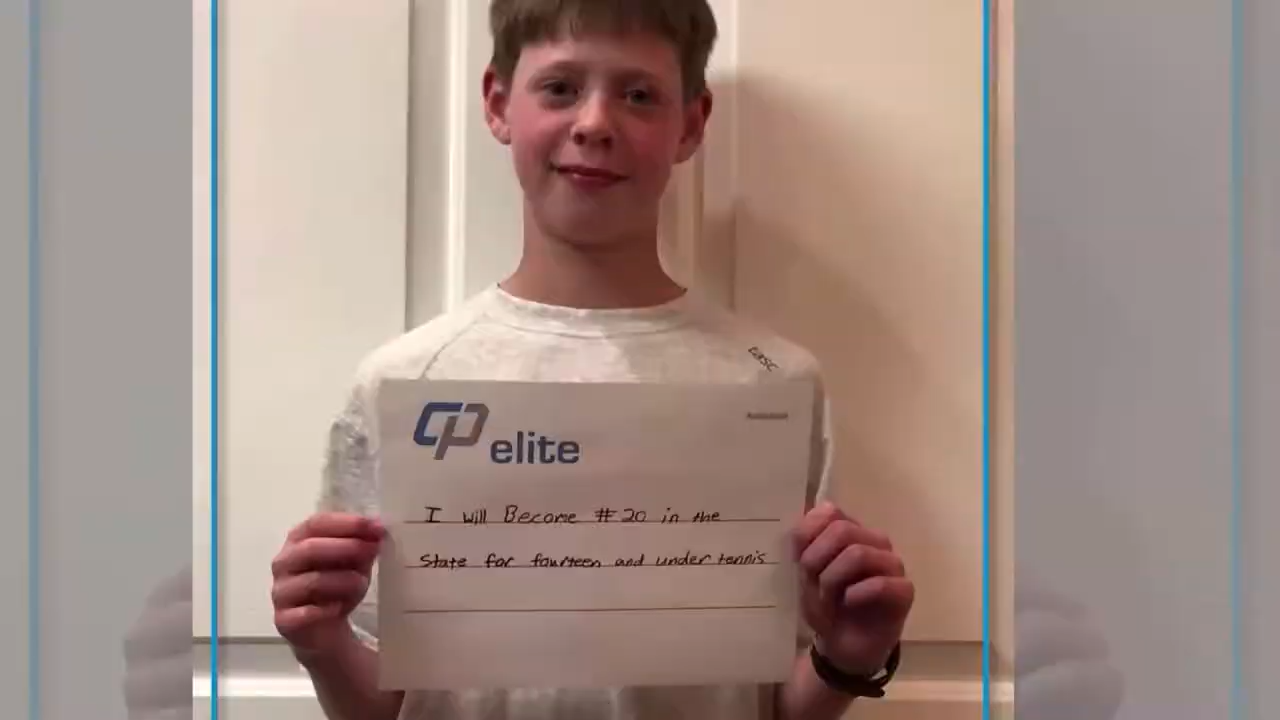 CP elite
I will Become #20 in the
State for fourteen and under tennis